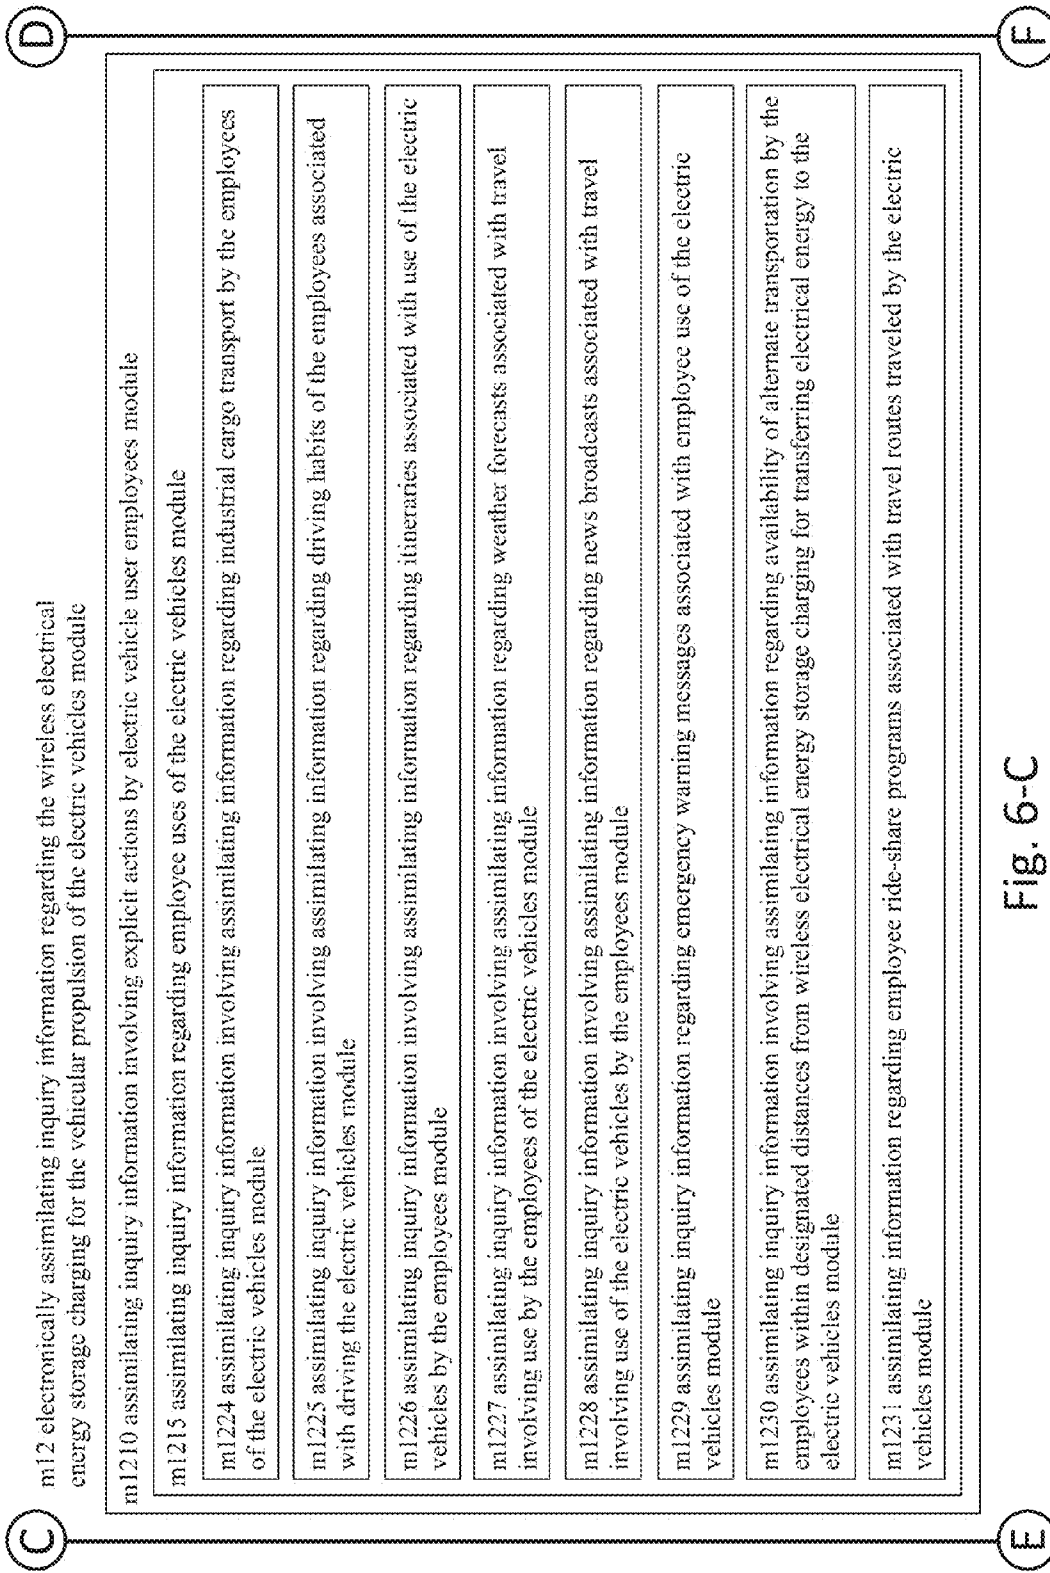 C
D
m12 electronically assimilating inquiry information regarding the wireless electrical
energy storage charging for the vehicular propulsion of the electric vehicles module
m1210 assimilating inquiry information involving explicit actions by electric vehicle user employees module
m1215 assimilating inquiry information regarding employee uses of the electric vehicles module
m1224 assimilating inquiry information involving assimilating information regarding industrial cargo transport by the employees
of the electric vehicles module
m1225 assimilating inquiry information involving assimilating information regarding driving habits of the employees associated
with driving the electric vehicles module
m1226 assimilating inquiry information involving assimilating information regarding itineraries associated with use of the electric
vehicles by the employees module
m1227 assimilating inquiry information involving assimilating information regarding weather forecasts associated with travel
involving use by the employees of the electric vehicles module
m1228 assimilating inquiry information involving assimilating information regarding news broadcasts associated with travel
involving use of the electric vehicles by the employees module
m1229 assimilating inquiry information regarding emergency warning messages associated with employee use of the electric
vehicles module
m1230 assimilating inquiry information involving assimilating information regarding availability of alternate transportation by the
employees within designated distances from wireless electrical energy storage charging for transferring electrical energy to the
electric vehicles module
m1231 assimilating information regarding employee ride-share programs associated with travel routes traveled by the electric
vehicles module
E
F
Fig. 6-C